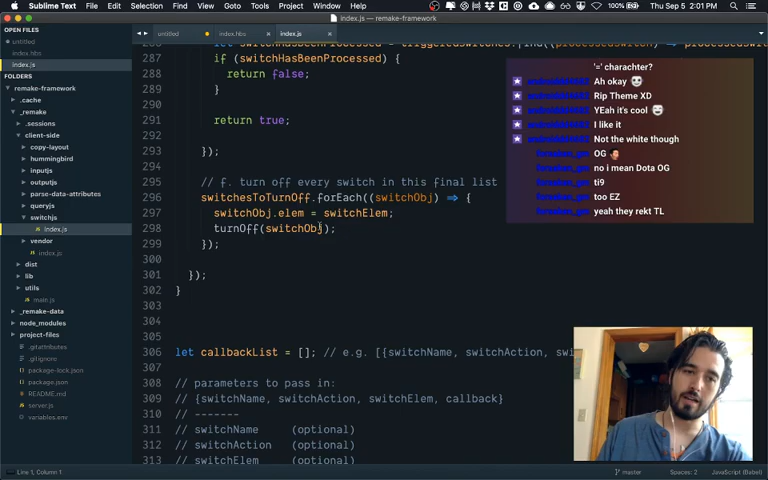 Sublime Text File Edit Selection Find View Goto Tools Project Window Help
100% Thu Sep 5 2:01 PM
index.js — remake-framework
OPEN FILES
untitled
index.hbs
index.js
FOLDERS
remake-framework
.cache
_remake
.sessions
client-side
copy-layout
hummingbird
inputjs
outputjs
parse-data-attributes
queryjs
switchjs
index.js
vendor
index.js
dist
lib
utils
main.js
_remake-data
node_modules
project-files
.gitattributes
.gitignore
package-lock.json
package.json
README.md
server.js
variables.env
untitled
index.hbs
index.js
286 let switchHasBeenProcessed = triggeredSwitches.find((processedSwitch) =>
287 if (switchHasBeenProcessed) {
288 return false;
289 }
290
291 return true;
292
293 });
294
295 // f. turn off every switch in this final list
296 switchesToTurnOff.forEach((switchObj) => {
297 switchObj.elem = switchElem;
298 turnOff(switchObj);
299 });
300
301 });
302 }
303
304
305
306 let callbackList = []; // e.g. [{switchName, switchAction,
307
308 // parameters to pass in:
309 // {switchName, switchAction, switchElem, callback}
310 // -------
311 // switchName (optional)
312 // switchAction (optional)
313 // switchElem (optional)
'=' charachter?
Ah okay
Rip Theme XD
YEah it's cool
I like it
Not the white though
OG
no i mean Dota OG
ti9
too EZ
yeah they rekt TL
Line 1, Column 1
master
Spaces: 2
JavaScript (Babel)